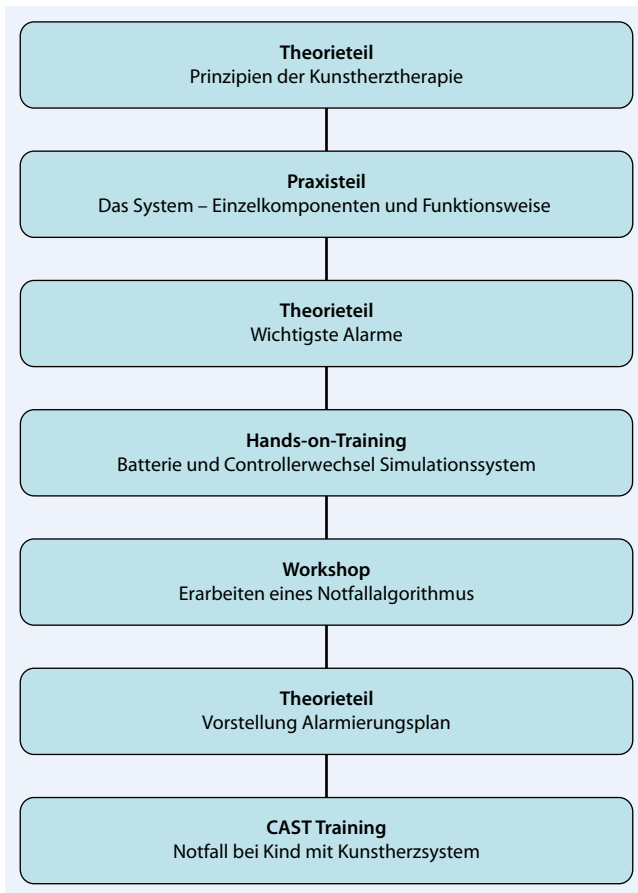 Theorieteil
Prinzipien der Kunstherztherapie
Praxisteil
Das System – Einzelkomponenten und Funktionsweise
Theorieteil
Wichtigste Alarme
Hands-on-Training
Batterie und Controllerwechsel Simulationssystem
Workshop
Erarbeiten eines Notfallalgorithmus
Theorieteil
Vorstellung Alarmierungsplan
CAST Training
Notfall bei Kind mit Kunstherzsystem